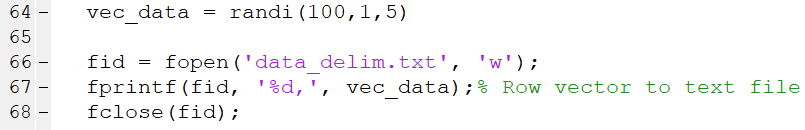 64 - vec_data = randi(100,1,5)
65
66 - fid = fopen('data_delim.txt', 'w');
67 - fprintf(fid, '%d,', vec_data);% Row vector to text file
68 - fclose(fid);